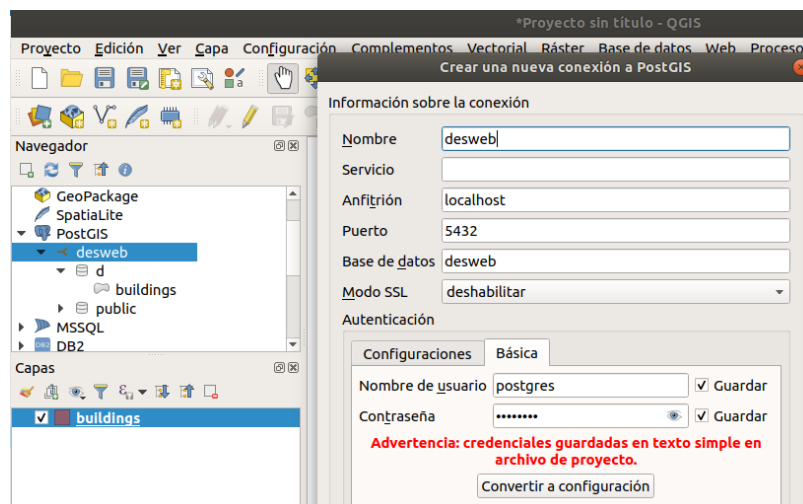 *Proyecto sin título - QGIS
Proyecto Edición Ver Capa Configuración Complementos Vectorial Ráster Base de datos Web Proceso
Crear una nueva conexión a PostGIS
Información sobre la conexión
Nombre desweb
Servicio
Anfitrión localhost
Puerto 5432
Base de datos desweb
Modo SSL deshabilitar
Autenticación
Configuraciones Básica
Nombre de usuario postgres Guardar
Contraseña •••••••• Guardar
Advertencia: credenciales guardadas en texto simple en
archivo de proyecto.
Convertir a configuración
Navegador
GeoPackage
SpatiaLite
PostGIS
desweb
d
buildings
public
MSSQL
DB2 DB2
Capas
buildings